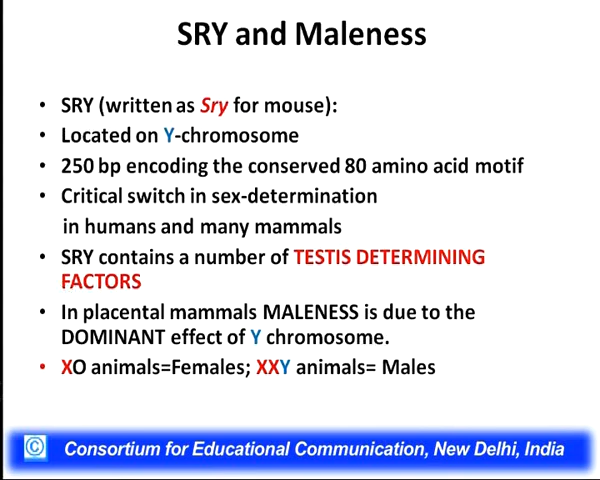 SRY and Maleness
• SRY (written as Sry for mouse):
• Located on Y-chromosome
• 250 bp encoding the conserved 80 amino acid motif
• Critical switch in sex-determination
in humans and many mammals
• SRY contains a number of TESTIS DETERMINING
FACTORS
• In placental mammals MALENESS is due to the
DOMINANT effect of Y chromosome.
• XO animals=Females; XXY animals= Males
© Consortium for Educational Communication, New Delhi, India